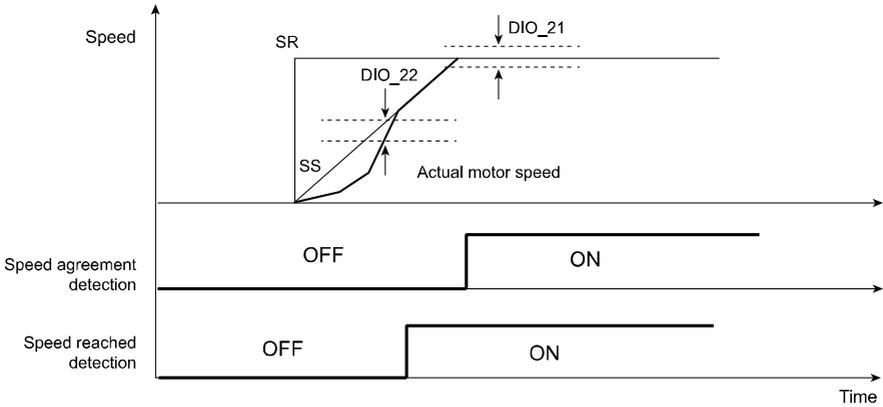 Speed
SR
DIO_21
DIO_22
SS
Actual motor speed
Speed agreement
detection
OFF
ON
Speed reached
detection
OFF
ON
Time